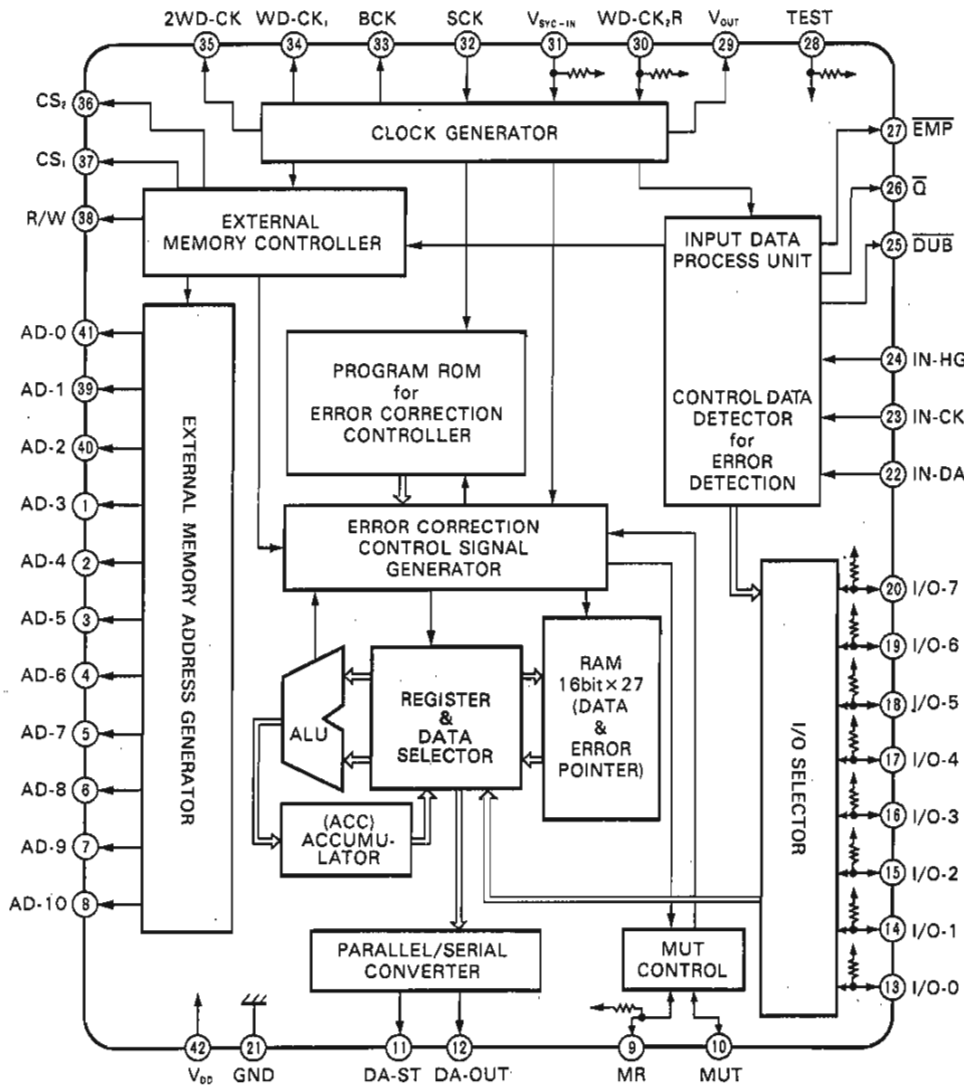 2WD-CK WD-CK₁ BCK SCK V_SYC-IN WD-CK₂R V_OUT TEST
35 34 33 32 31 30 29 28
CS₂ 36
CLOCK GENERATOR
27 EMP
CS₁ 37
26 Q
R/W 38
EXTERNAL
MEMORY CONTROLLER
INPUT DATA
PROCESS UNIT
25 DUB
AD-0 41
24 IN-HG
PROGRAM ROM
for
ERROR CORRECTION
CONTROLLER
AD-1 39
CONTROL DATA
DETECTOR
for
ERROR
DETECTION
23 IN-CK
AD-2 40
22 IN-DA
AD-3 1
EXTERNAL MEMORY ADDRESS GENERATOR
ERROR CORRECTION
CONTROL SIGNAL
GENERATOR
AD-4 2
20 I/O-7
AD-5 3
19 I/O-6
AD-6 4
18 I/O-5
AD-7 5
17 I/O-4
AD-8 6
16 I/O-3
AD-9 7
15 I/O-2
AD-10 8
14 I/O-1
13 I/O-0
ALU
REGISTER
&
DATA
SELECTOR
RAM
16bit×27
(DATA
&
ERROR
POINTER)
I/O SELECTOR
(ACC)
ACCUMU-
LATOR
PARALLEL/SERIAL
CONVERTER
MUT
CONTROL
42 21 11 12 9 10
V_DD GND DA-ST DA-OUT MR MUT